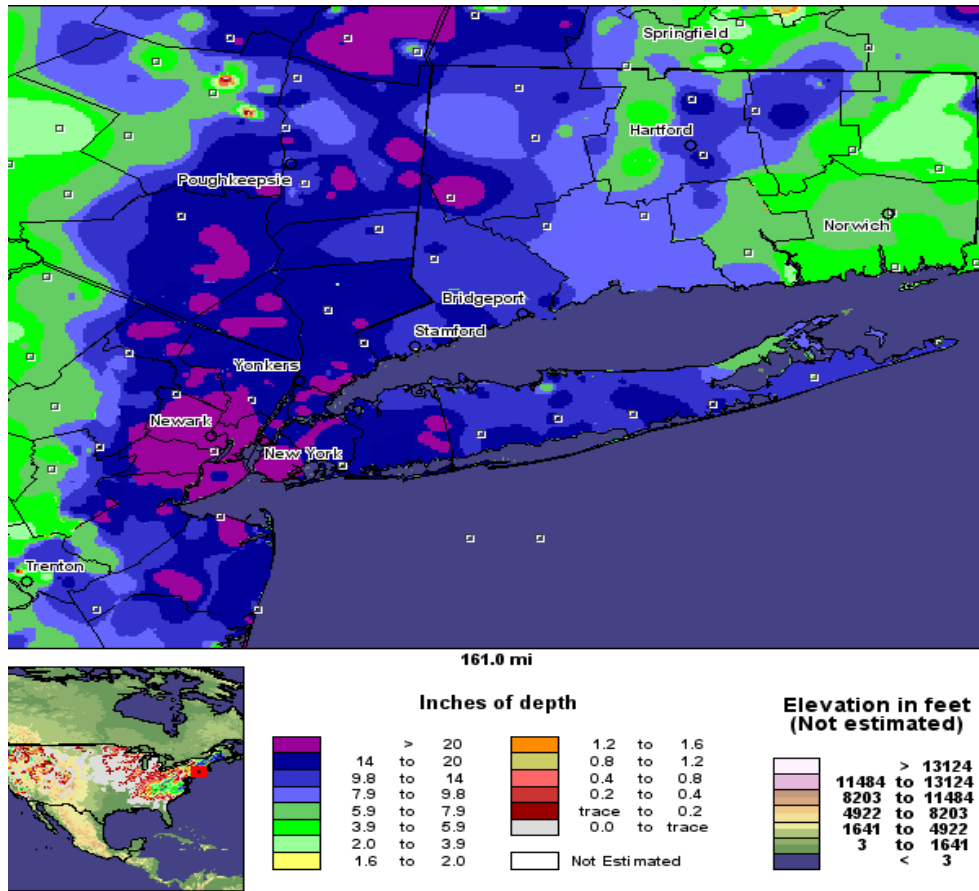 Springfield
Hartford
Poughkeepsie
Norwich
Bridgeport
Stamford
Yonkers
Newark
New York
Trenton
161.0 mi
Inches of depth
> 20
14 to 20
9.8 to 14
7.9 to 9.8
5.9 to 7.9
3.9 to 5.9
2.0 to 3.9
1.6 to 2.0
1.2 to 1.6
0.8 to 1.2
0.4 to 0.8
0.2 to 0.4
trace to 0.2
0.0 to trace
Not Estimated
Elevation in feet
(Not estimated)
> 13124
11484 to 13124
8203 to 11484
4922 to 8203
1641 to 4922
3 to 1641
< 3